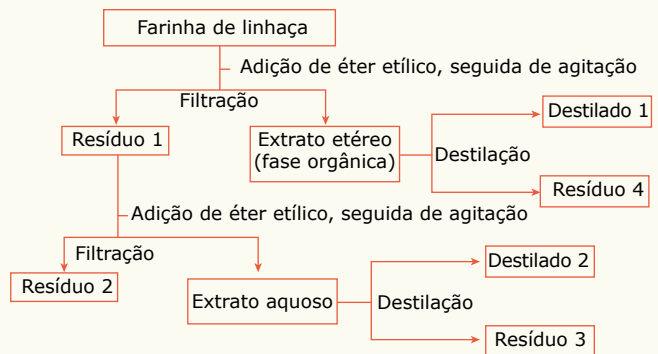 Farinha de linhaça
Adição de éter etílico, seguida de agitação
Filtração
Resíduo 1
Extrato etéreo
(fase orgânica)
Destilação
Destilado 1
Resíduo 4
Adição de éter etílico, seguida de agitação
Filtração
Resíduo 2
Extrato aquoso
Destilação
Destilado 2
Resíduo 3